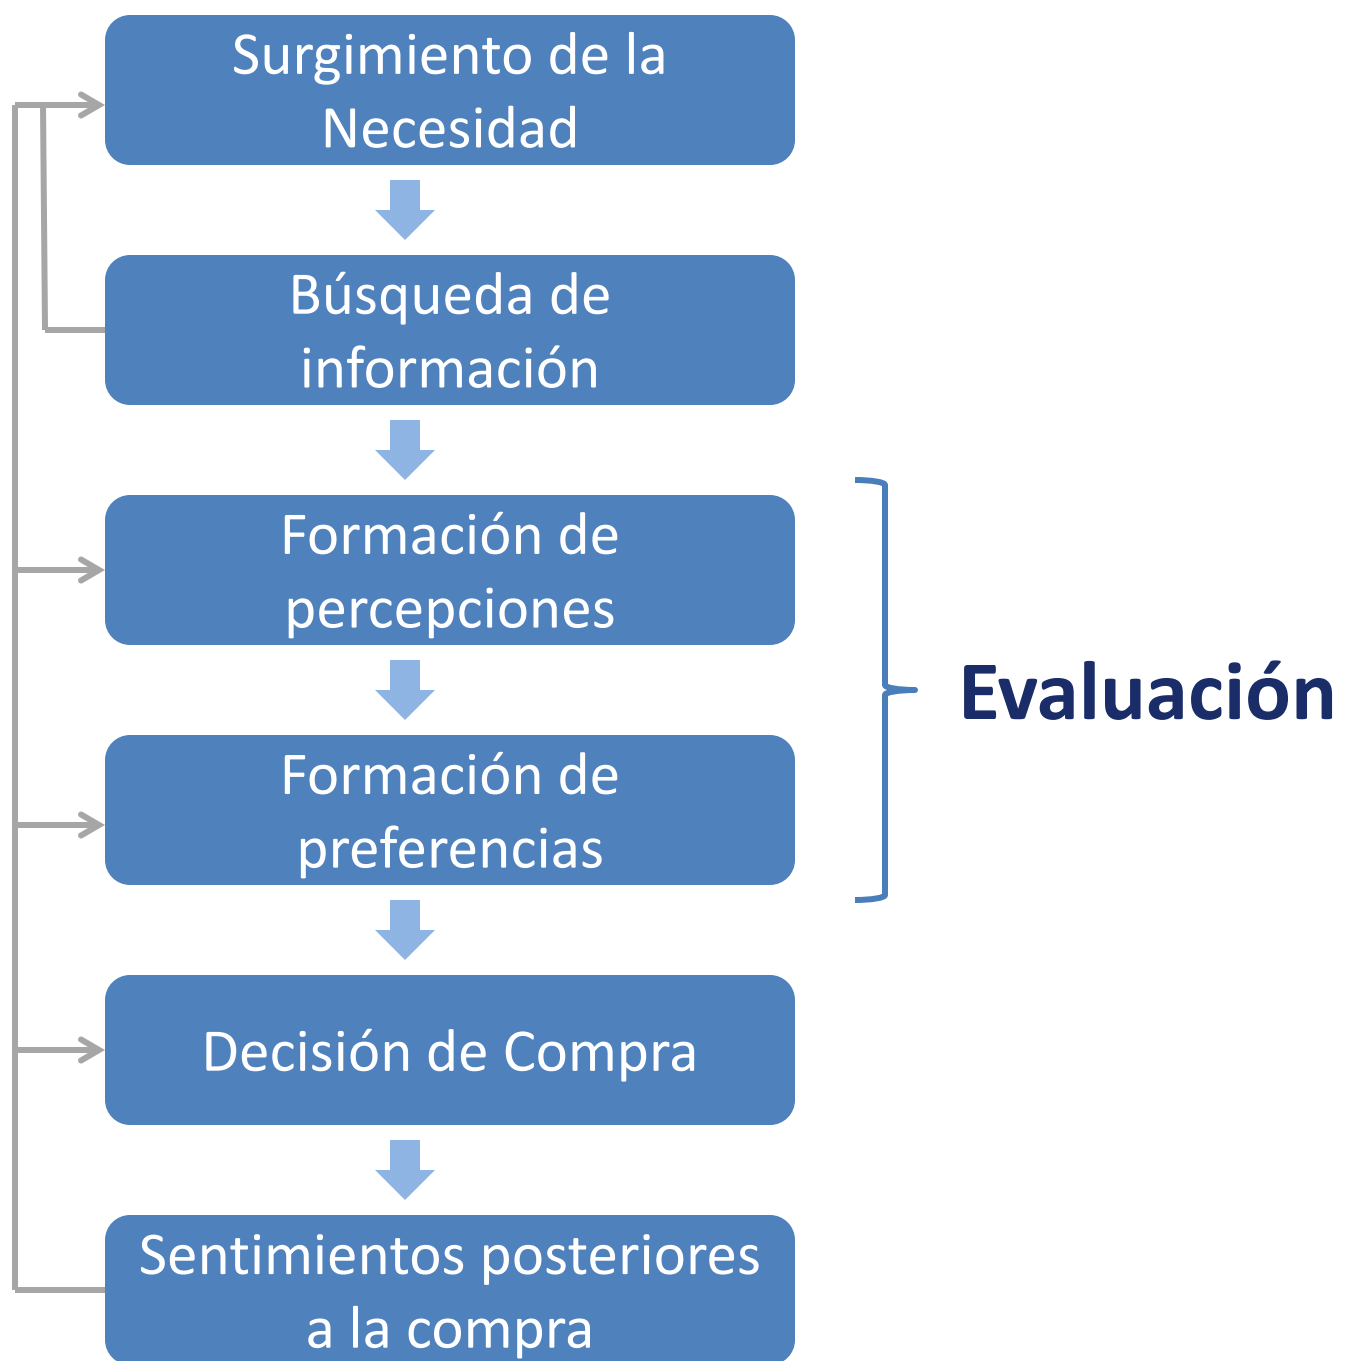 Surgimiento de la
Necesidad
Búsqueda de
información
Formación de
percepciones
Evaluación
Formación de
preferencias
Decisión de Compra
Sentimientos posteriores
a la compra